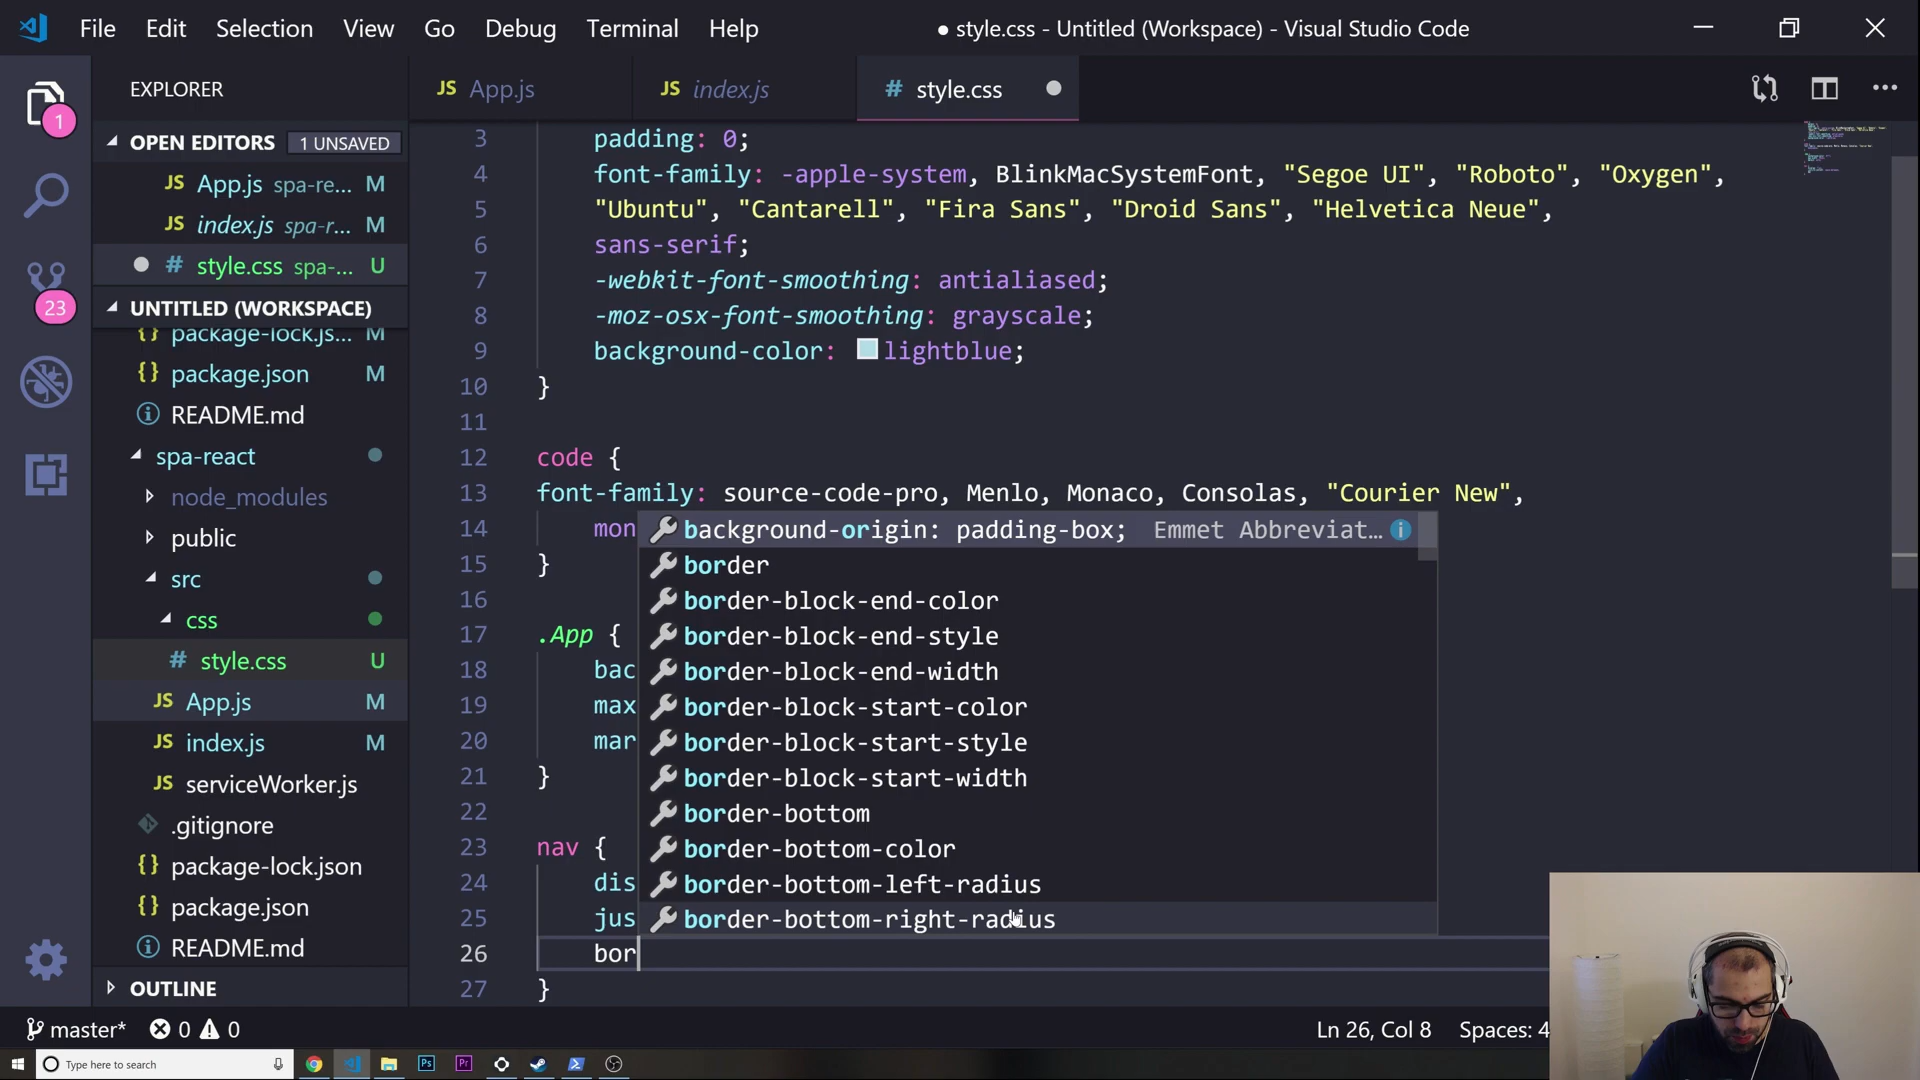 File Edit Selection View Go Debug Terminal Help
● style.css - Untitled (Workspace) - Visual Studio Code
EXPLORER
JS App.js
JS index.js
# style.css
1
OPEN EDITORS 1 UNSAVED
JS App.js spa-re... M
JS index.js spa-r... M
# style.css spa-... U
23
UNTITLED (WORKSPACE)
{} package-lock.js... M
{} package.json M
README.md
spa-react
node_modules
public
src
css
# style.css U
JS App.js M
JS index.js M
JS serviceWorker.js
.gitignore
{} package-lock.json
{} package.json
README.md
OUTLINE
3 padding: 0;
4 font-family: -apple-system, BlinkMacSystemFont, "Segoe UI", "Roboto", "Oxygen",
5 "Ubuntu", "Cantarell", "Fira Sans", "Droid Sans", "Helvetica Neue",
6 sans-serif;
7 -webkit-font-smoothing: antialiased;
8 -moz-osx-font-smoothing: grayscale;
9 background-color: lightblue;
10 }
11
12 code {
13 font-family: source-code-pro, Menlo, Monaco, Consolas, "Courier New",
14 mon
15 }
16
17 .App {
18 bac
19 max
20 mar
21 }
22
23 nav {
24 dis
25 jus
26 bor
27 }
background-origin: padding-box; Emmet Abbreviat...
border
border-block-end-color
border-block-end-style
border-block-end-width
border-block-start-color
border-block-start-style
border-block-start-width
border-bottom
border-bottom-color
border-bottom-left-radius
border-bottom-right-radius
master* 0 0
Ln 26, Col 8 Spaces: 4
Type here to search
Ps Pr